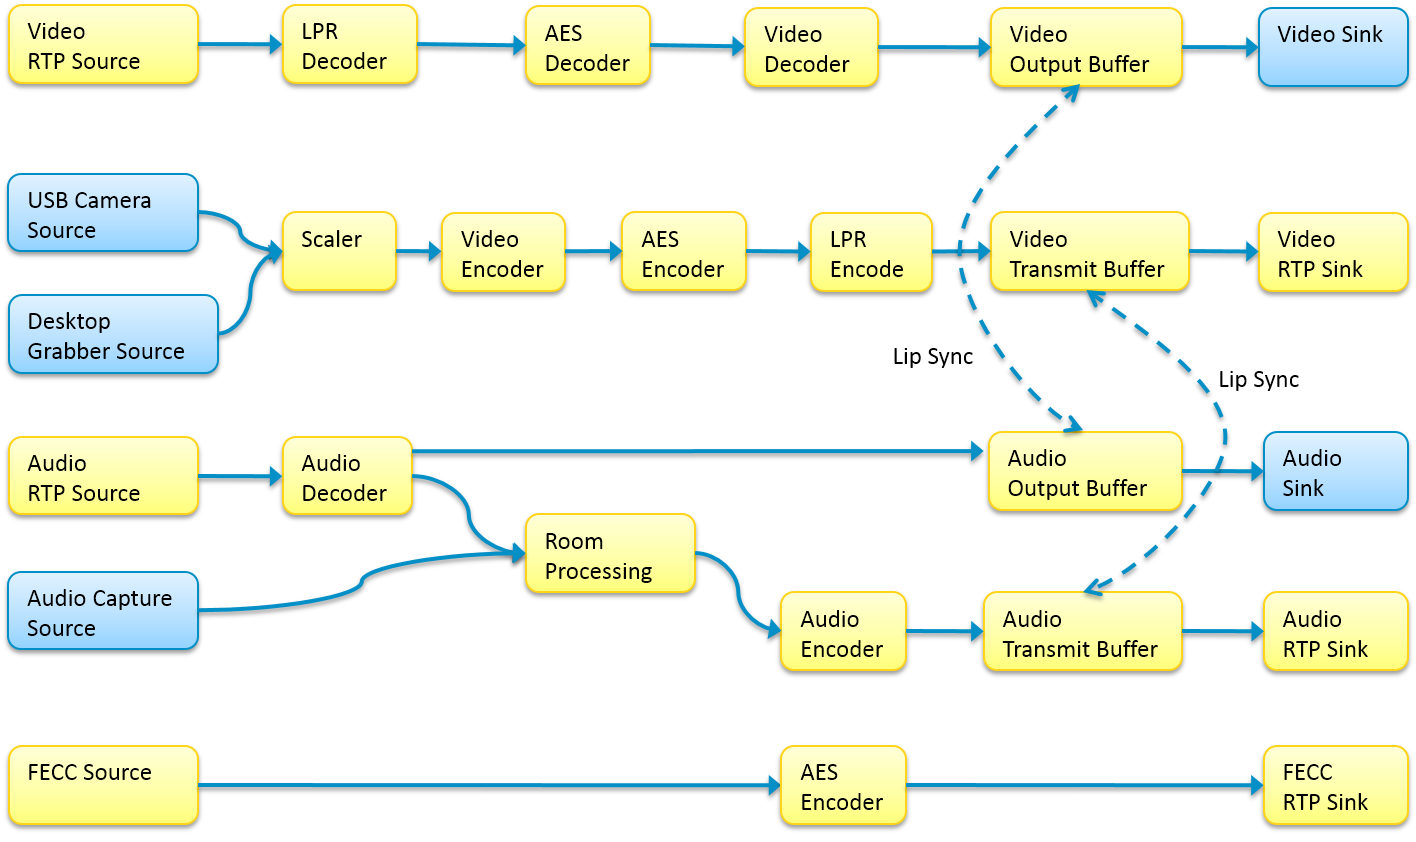 Video
RTP Source
LPR
Decoder
AES
Decoder
Video
Decoder
Video
Output Buffer
Video Sink
USB Camera
Source
Desktop
Grabber Source
Scaler
Video
Encoder
AES
Encoder
LPR
Encode
Video
Transmit Buffer
Video
RTP Sink
Lip Sync
Lip Sync
Audio
RTP Source
Audio
Decoder
Audio
Output Buffer
Audio
Sink
Room
Processing
Audio Capture
Source
Audio
Encoder
Audio
Transmit Buffer
Audio
RTP Sink
FECC Source
AES
Encoder
FECC
RTP Sink